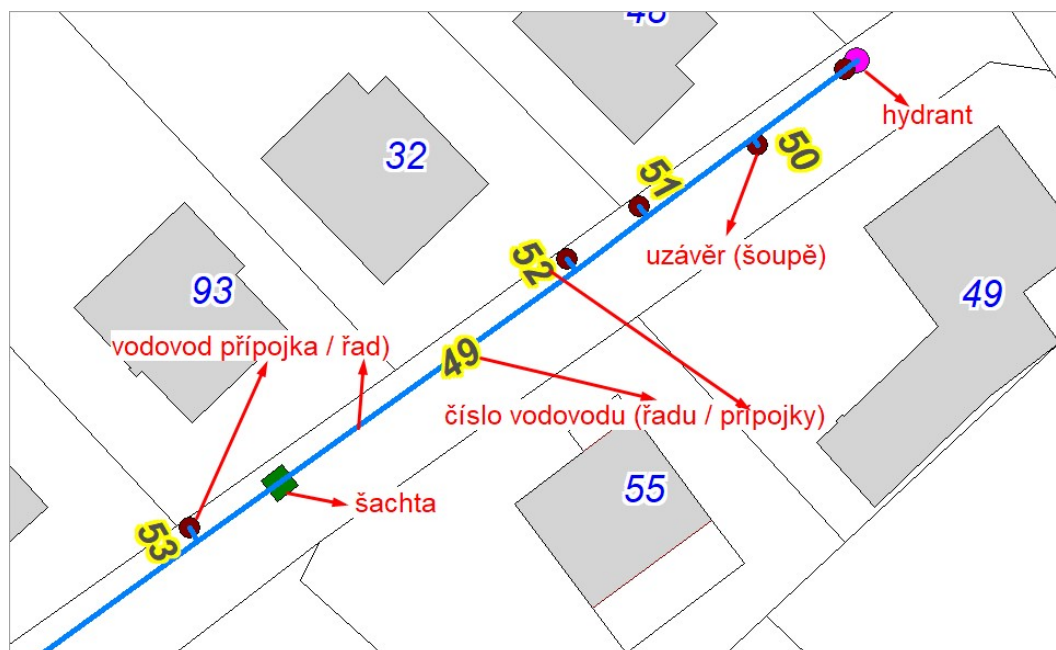 48
hydrant
32
50
51
uzávěr (šoupě)
52
93
49
vodovod přípojka / řad)
49
číslo vodovodu (řadu / přípojky)
55
šachta
53